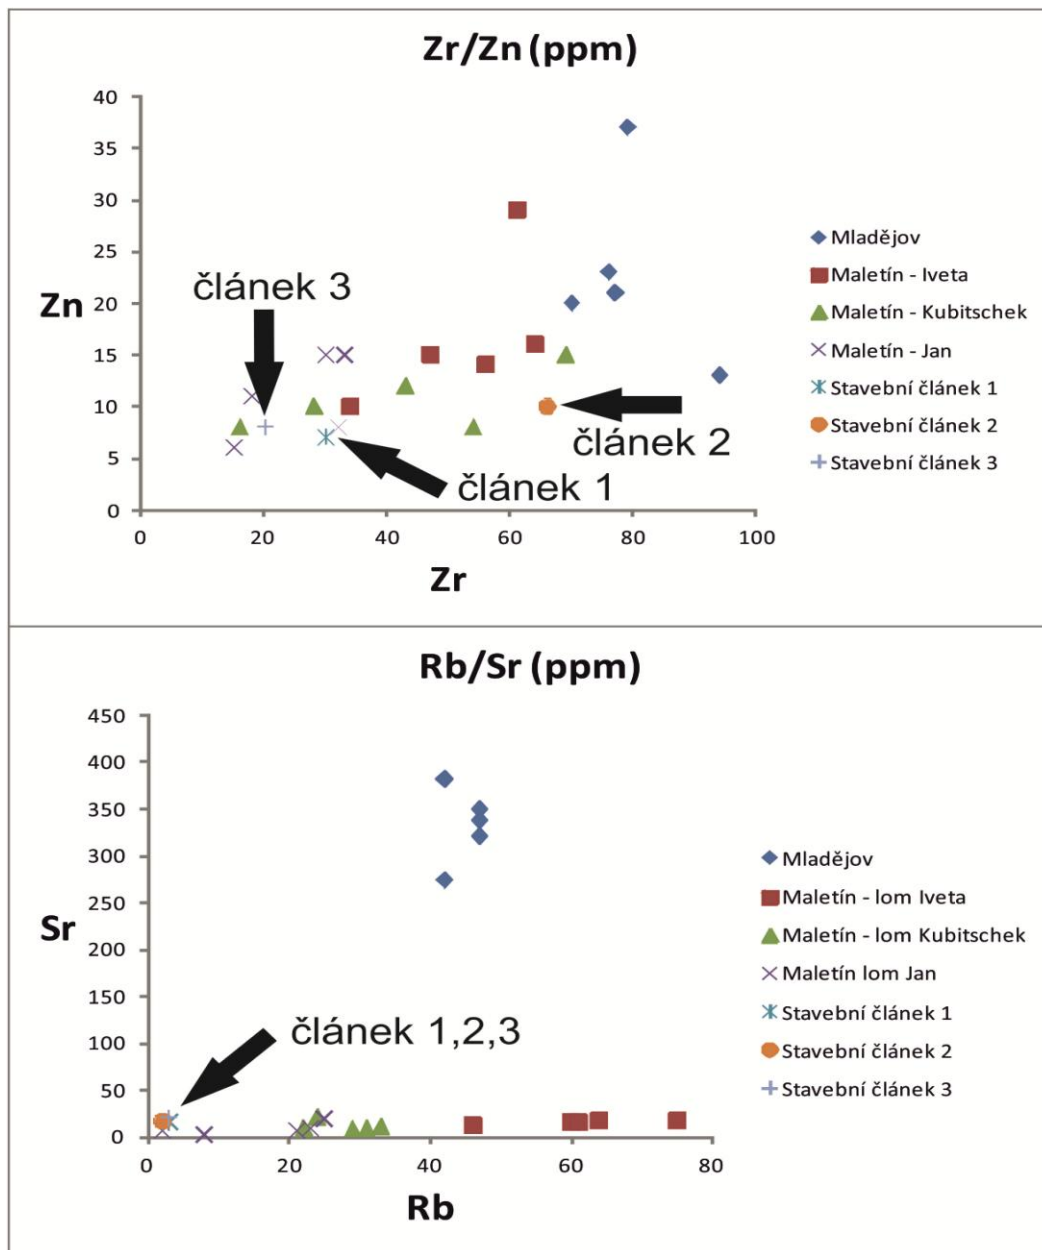 Zr/Zn (ppm)
40
35
30
25
20
15
10
5
0
Zn
0 20 40 60 80 100
Zr
článek 3
článek 2
článek 1
Mladějov
Maletín - Iveta
Maletín - Kubitschek
Maletín - Jan
Stavební článek 1
Stavební článek 2
Stavební článek 3
Rb/Sr (ppm)
450
400
350
300
250
200
150
100
50
0
Sr
0 20 40 60 80
Rb
článek 1,2,3
Mladějov
Maletín - lom Iveta
Maletín - lom Kubitschek
Maletín lom Jan
Stavební článek 1
Stavební článek 2
Stavební článek 3